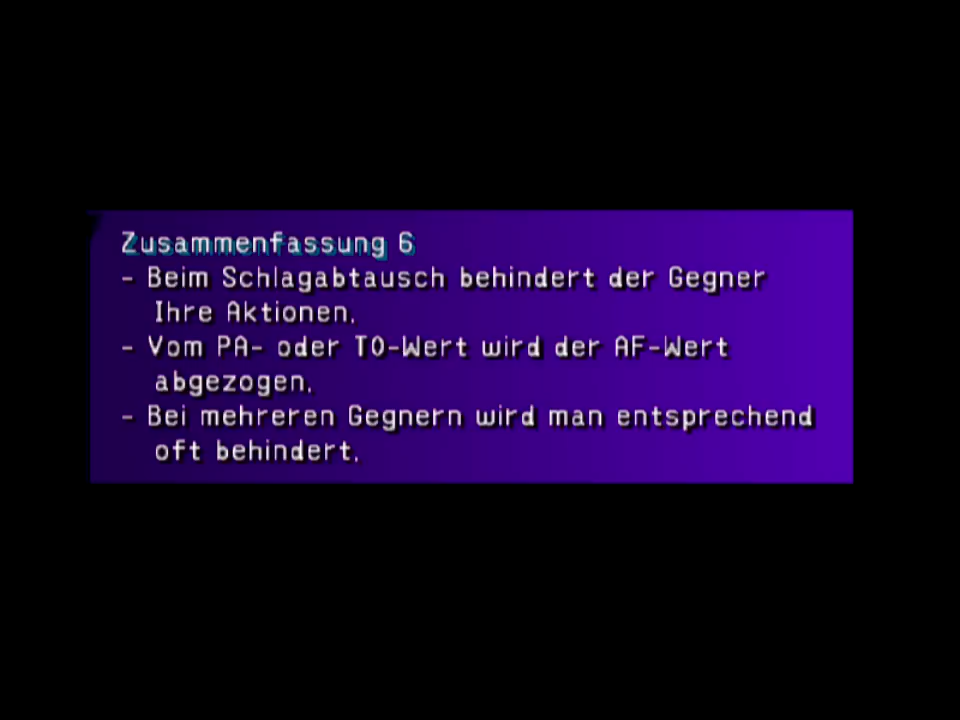 Zusammenfassung 6
- Beim Schlagabtausch behindert der Gegner
Ihre Aktionen.
- Vom PA- oder TO-Wert wird der AF-Wert
abgezogen.
- Bei mehreren Gegnern wird man entsprechend
oft behindert.